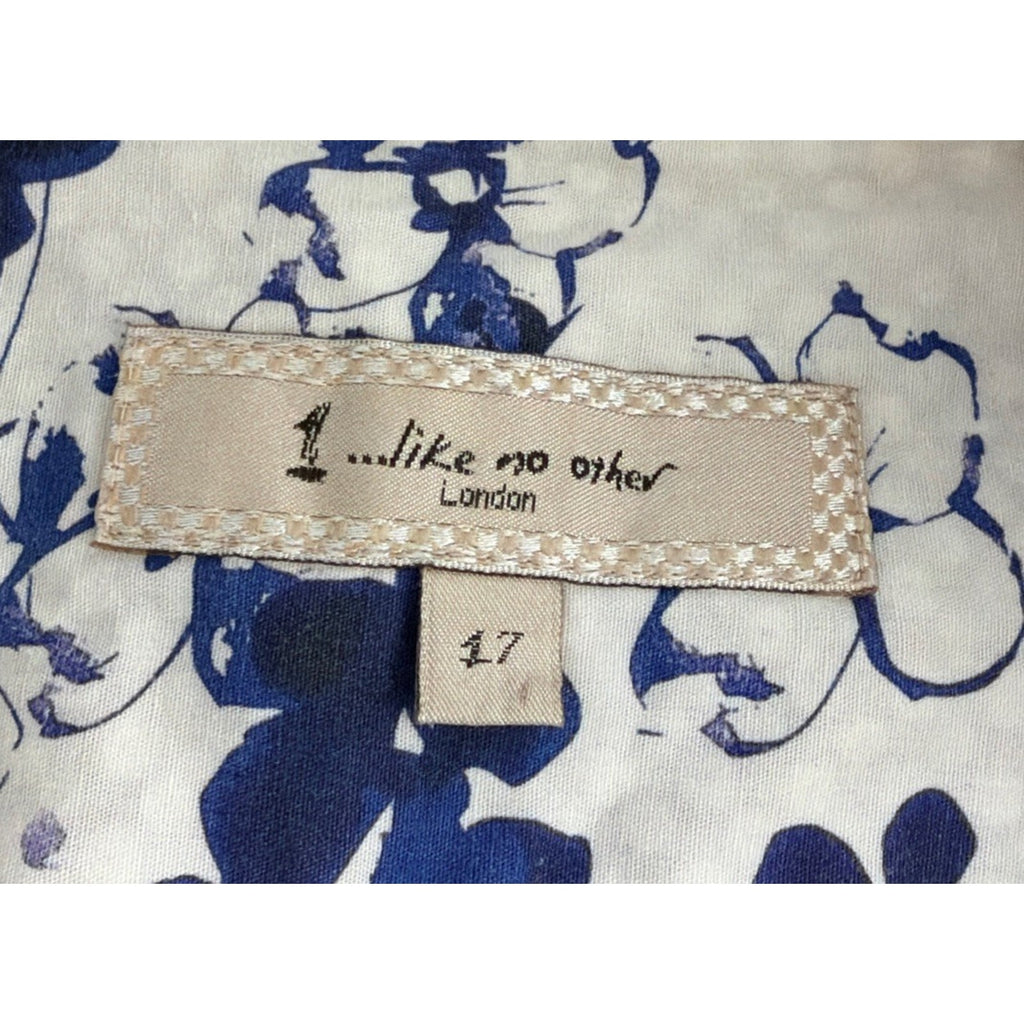 1 ...like no other
London
17